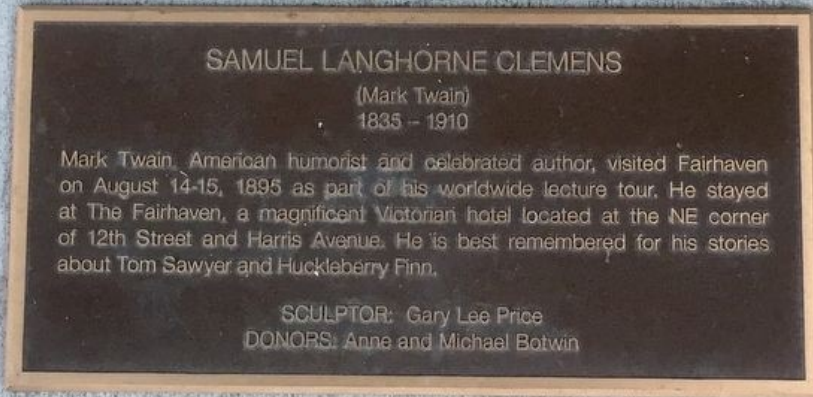 SAMUEL LANGHORNE CLEMENS
(Mark Twain)
1835 – 1910
Mark Twain, American humorist and celebrated author, visited Fairhaven
on August 14-15, 1895 as part of his worldwide lecture tour. He stayed
at The Fairhaven, a magnificent Victorian hotel located at the NE corner
of 12th Street and Harris Avenue. He is best remembered for his stories
about Tom Sawyer and Huckleberry Finn.
SCULPTOR: Gary Lee Price
DONORS: Anne and Michael Botwin